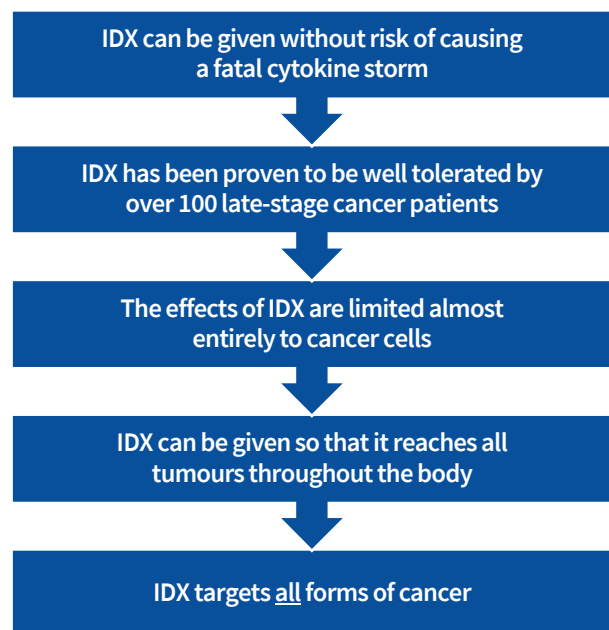 IDX can be given without risk of causing
a fatal cytokine storm
IDX has been proven to be well tolerated by
over 100 late-stage cancer patients
The effects of IDX are limited almost
entirely to cancer cells
IDX can be given so that it reaches all
tumours throughout the body
IDX targets all forms of cancer